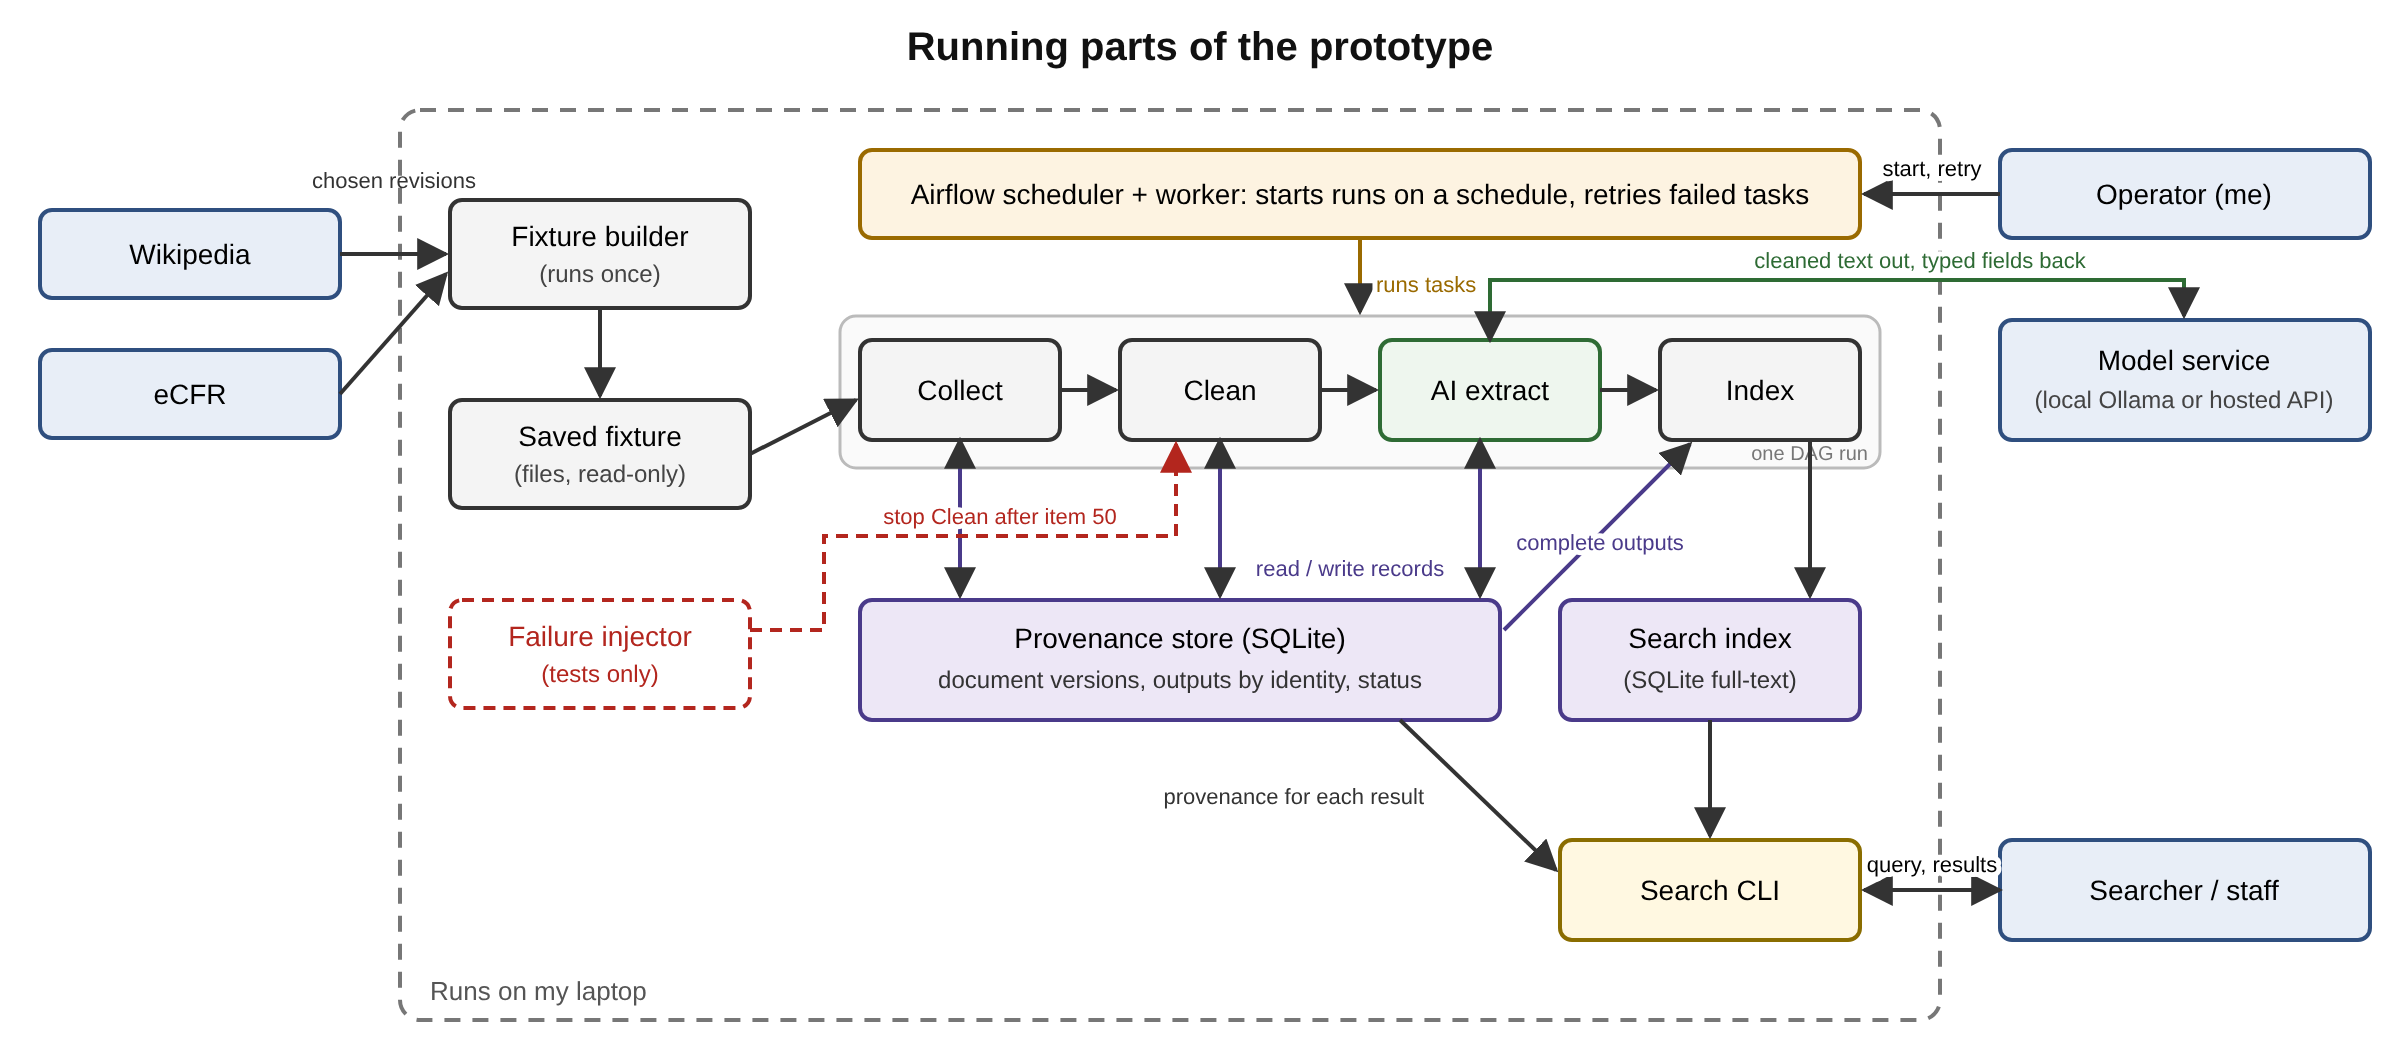 Running parts of the prototype
chosen revisions
Wikipedia
eCFR
Fixture builder
(runs once)
Saved fixture
(files, read-only)
Airflow scheduler + worker: starts runs on a schedule, retries failed tasks
start, retry
Operator (me)
runs tasks
cleaned text out, typed fields back
Collect
Clean
AI extract
Index
one DAG run
Model service
(local Ollama or hosted API)
stop Clean after item 50
read / write records
complete outputs
Failure injector
(tests only)
Provenance store (SQLite)
document versions, outputs by identity, status
Search index
(SQLite full-text)
provenance for each result
Search CLI
query, results
Searcher / staff
Runs on my laptop